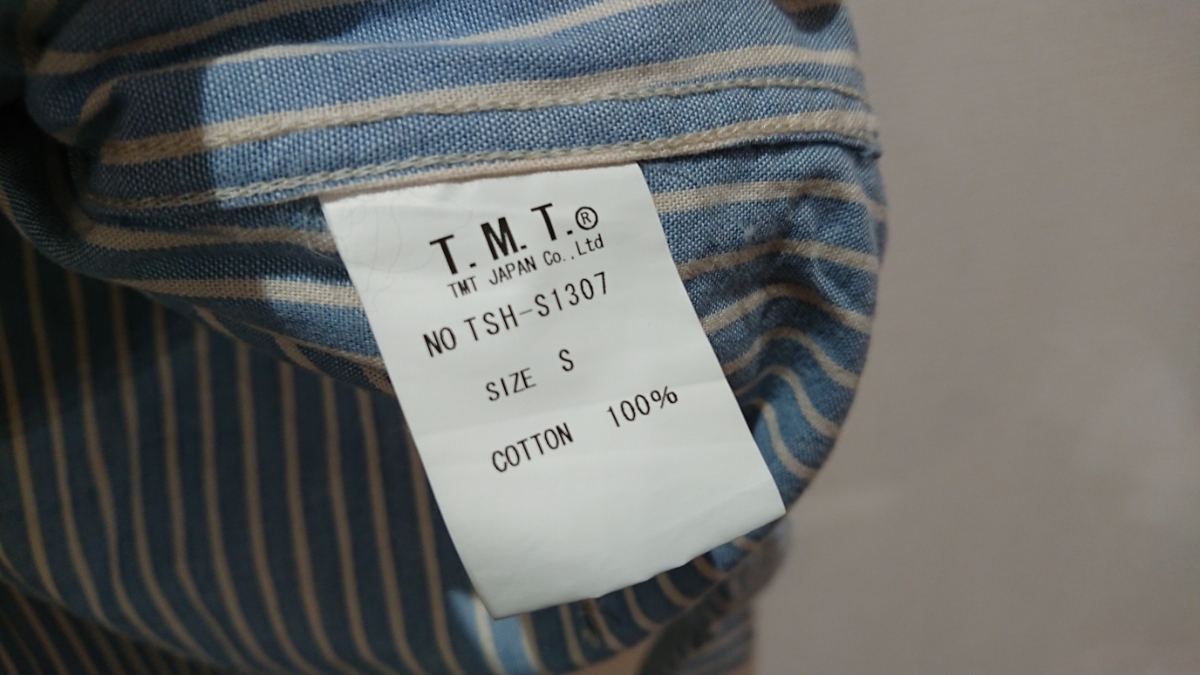 T.M.T.®
TMT JAPAN Co.,Ltd
NO TSH-S1307
SIZE S
COTTON 100%